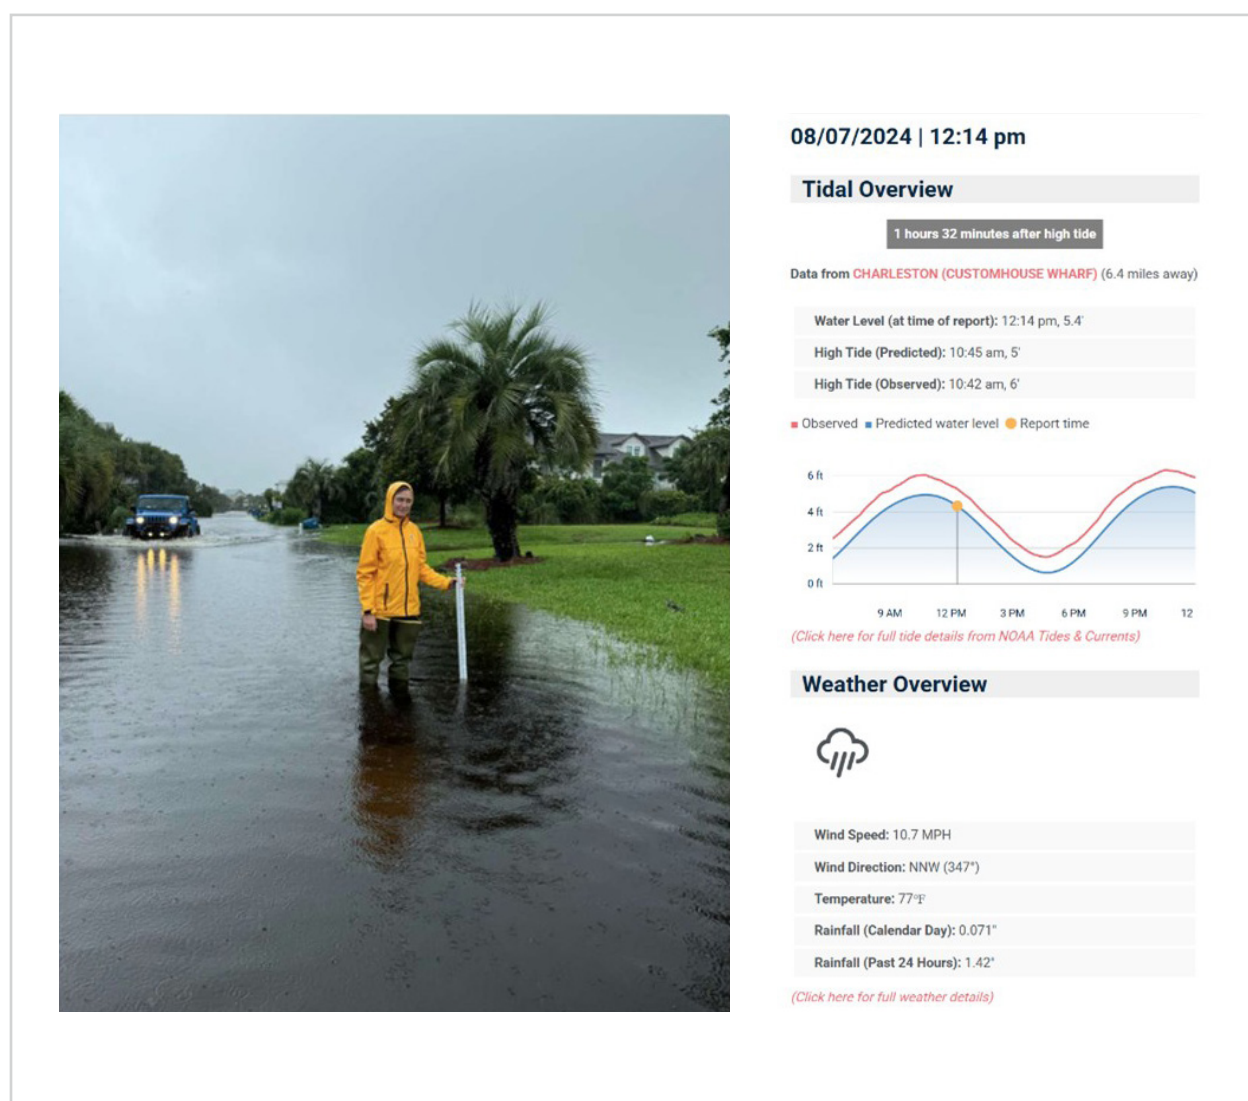 08/07/2024 | 12:14 pm
Tidal Overview
1 hours 32 minutes after high tide
Data from CHARLESTON (CUSTOMHOUSE WHARF) (6.4 miles away)
Water Level (at time of report): 12:14 pm, 5.4'
High Tide (Predicted): 10:45 am, 5'
High Tide (Observed): 10:42 am, 6'
Observed Predicted water level Report time
6 ft
4 ft
2 ft
0 ft
9 AM 12 PM 3 PM 6 PM 9 PM 12
(Click here for full tide details from NOAA Tides & Currents)
Weather Overview
Wind Speed: 10.7 MPH
Wind Direction: NNW (347°)
Temperature: 77°F
Rainfall (Calendar Day): 0.071"
Rainfall (Past 24 Hours): 1.42"
(Click here for full weather details)